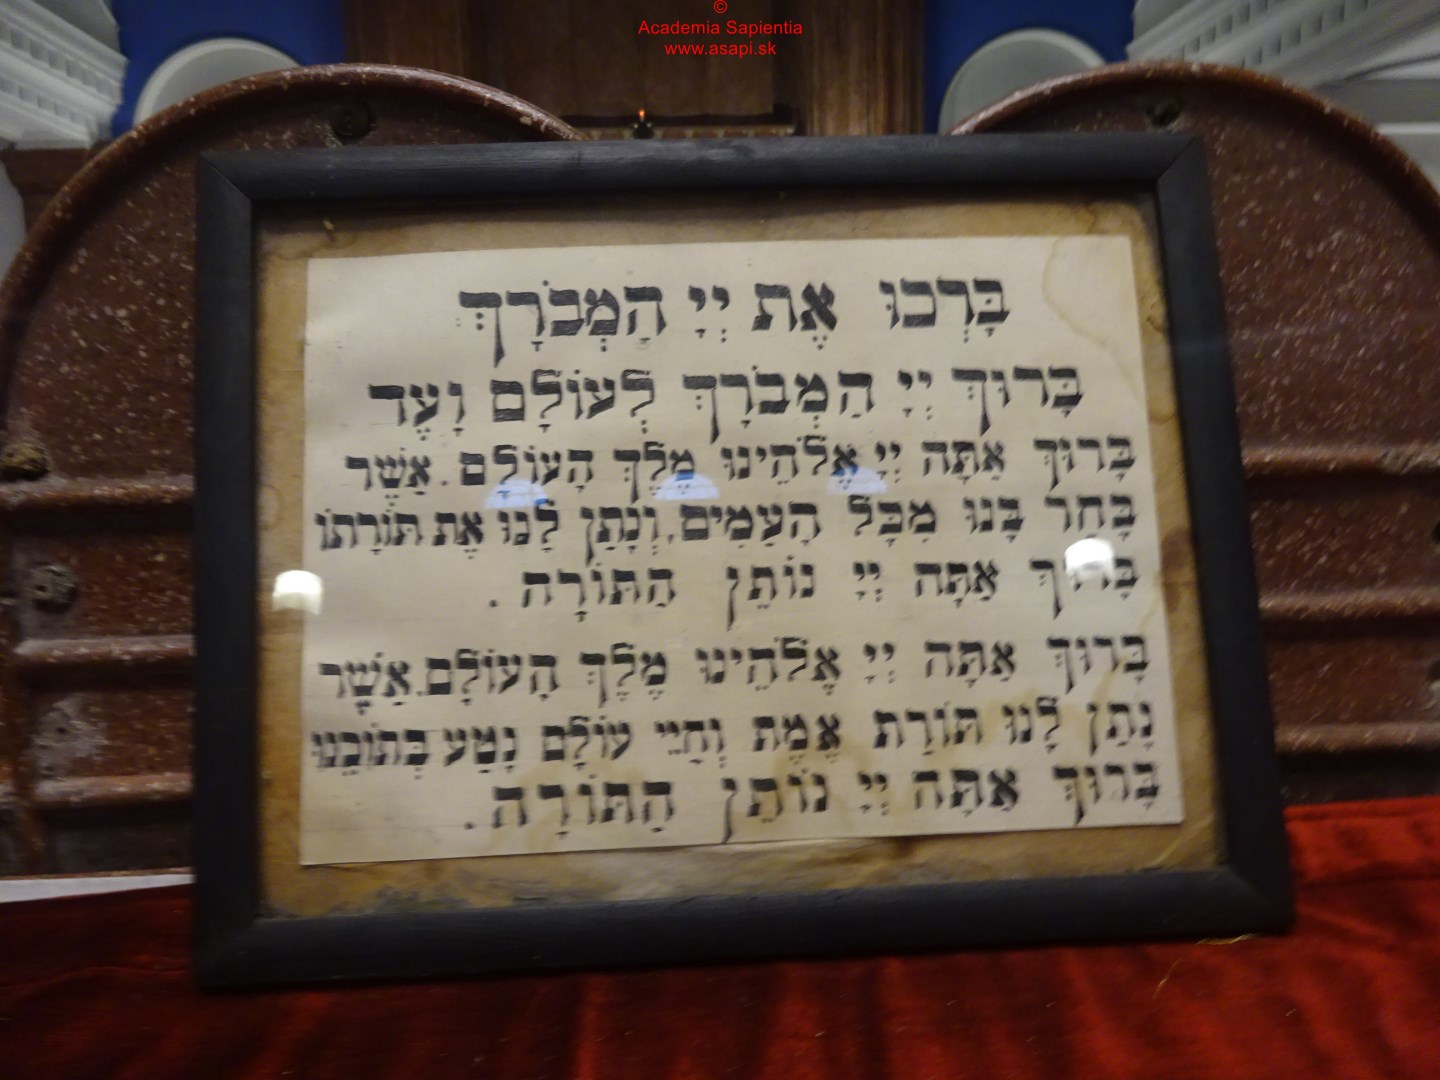 ©
Academia Sapientia
www.asapi.sk
בָּרְכוּ אֶת יְיָ הַמְּבֹרָךְ:
בָּרוּךְ יְיָ הַמְּבֹרָךְ לְעוֹלָם וָעֶד
בָּרוּךְ אַתָּה יְיָ אֱלֹהֵינוּ מֶלֶךְ הָעוֹלָם. אֲשֶׁר
בָּחַר בָּנוּ מִכָּל הָעַמִּים, וְנָתַן לָנוּ אֶת תּוֹרָתוֹ
בָּרוּךְ אַתָּה יְיָ נוֹתֵן הַתּוֹרָה.
בָּרוּךְ אַתָּה יְיָ אֱלֹהֵינוּ מֶלֶךְ הָעוֹלָם. אֲשֶׁר
נָתַן לָנוּ תּוֹרַת אֱמֶת וְחַיֵּי עוֹלָם נָטַע בְּתוֹכֵנוּ
בָּרוּךְ אַתָּה יְיָ נוֹתֵן הַתּוֹרָה.